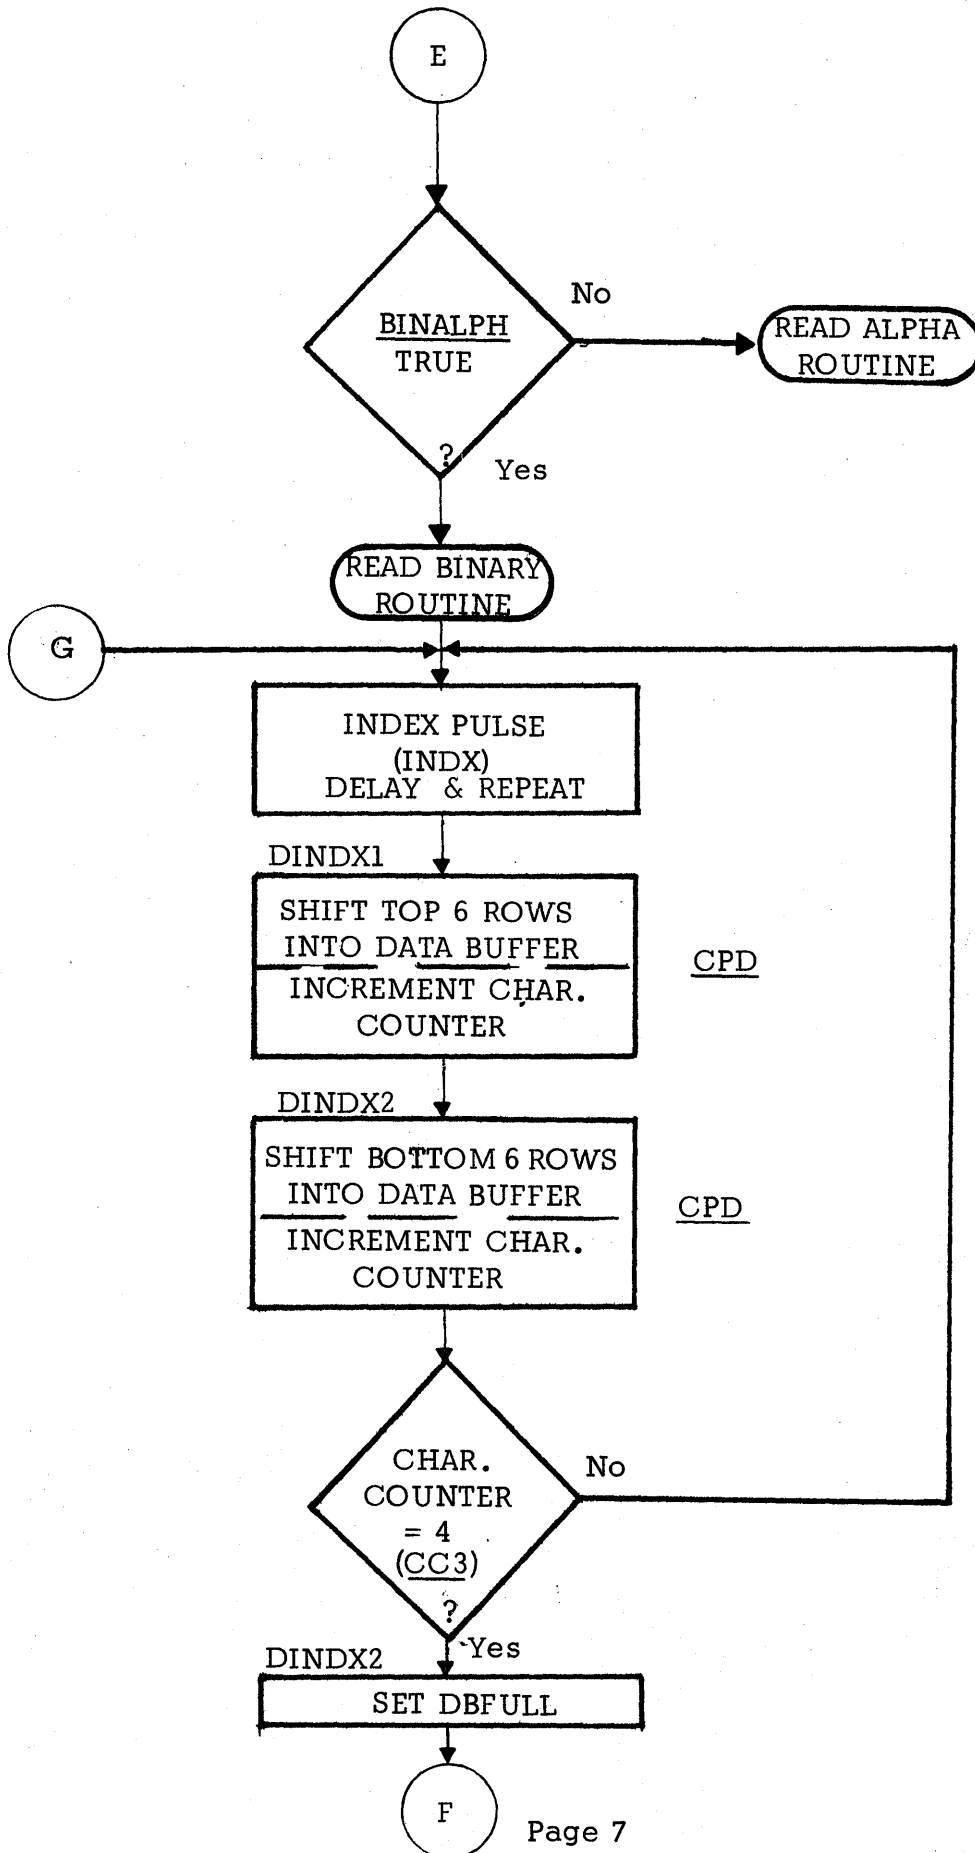 E
No
BINALPH
TRUE
?
READ ALPHA
ROUTINE
Yes
READ BINARY
ROUTINE
G
INDEX PULSE
(INDX)
DELAY & REPEAT
DINDX1
SHIFT TOP 6 ROWS
INTO DATA BUFFER
INCREMENT CHAR.
COUNTER
CPD
DINDX2
SHIFT BOTTOM 6 ROWS
INTO DATA BUFFER
INCREMENT CHAR.
COUNTER
CPD
CHAR.
COUNTER
= 4
(CC3)
?
No
Yes
DINDX2
SET DBFULL
F
Page 7